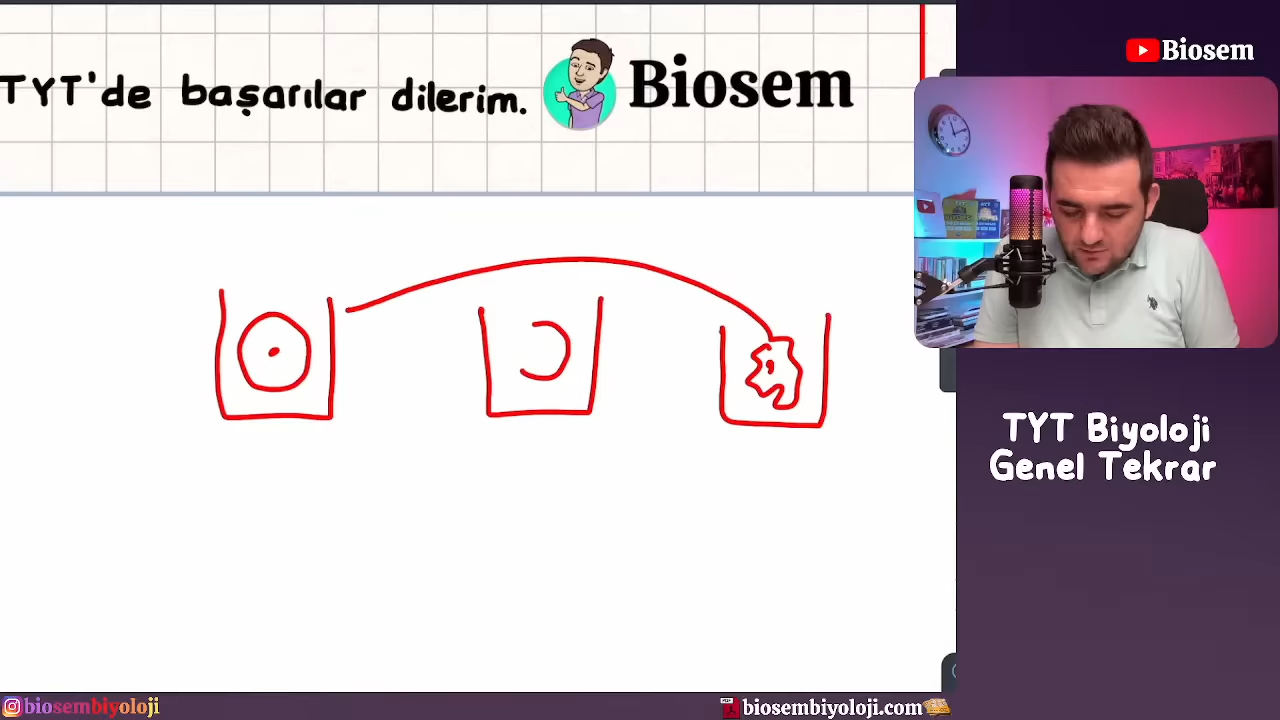 TYT'de başarılar dilerim.
Biosem
Biosem
TYT Biyoloji
Genel Tekrar
biosembiyoloji
biosembiyoloji.com